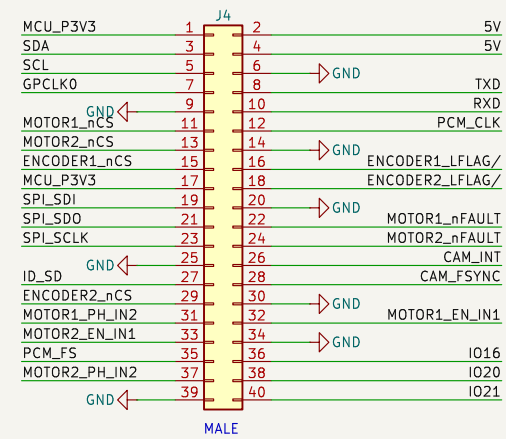 J4
MCU_P3V3 1 2 5V
SDA 3 4 5V
SCL 5 6 GND
GPCLK0 7 8 TXD
GND 9 10 RXD
MOTOR1_nCS 11 12 PCM_CLK
MOTOR2_nCS 13 14 GND
ENCODER1_nCS 15 16 ENCODER1_LFLAG/
MCU_P3V3 17 18 ENCODER2_LFLAG/
SPI_SDI 19 20 GND
SPI_SDO 21 22 MOTOR1_nFAULT
SPI_SCLK 23 24 MOTOR2_nFAULT
GND 25 26 CAM_INT
ID_SD 27 28 CAM_FSYNC
ENCODER2_nCS 29 30 GND
MOTOR1_PH_IN2 31 32 MOTOR1_EN_IN1
MOTOR2_EN_IN1 33 34 GND
PCM_FS 35 36 IO16
MOTOR2_PH_IN2 37 38 IO20
GND 39 40 IO21
MALE